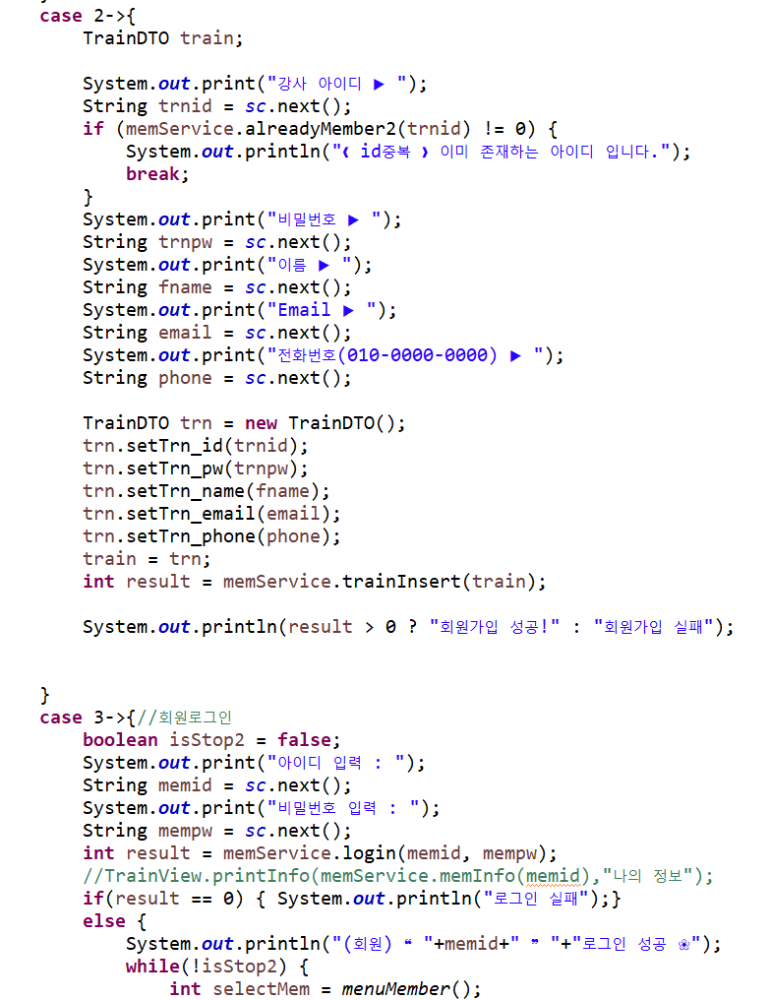 case 2->{
TrainDTO train;
System.out.print("강사 아이디 ▶ ");
String trnid = sc.next();
if (memService.alreadyMember2(trnid) != 0) {
System.out.println("❰ id중복 ❱ 이미 존재하는 아이디 입니다.");
break;
}
System.out.print("비밀번호 ▶ ");
String trnpw = sc.next();
System.out.print("이름 ▶ ");
String fname = sc.next();
System.out.print("Email ▶ ");
String email = sc.next();
System.out.print("전화번호(010-0000-0000) ▶ ");
String phone = sc.next();
TrainDTO trn = new TrainDTO();
trn.setTrn_id(trnid);
trn.setTrn_pw(trnpw);
trn.setTrn_name(fname);
trn.setTrn_email(email);
trn.setTrn_phone(phone);
train = trn;
int result = memService.trainInsert(train);
System.out.println(result > 0 ? "회원가입 성공!" : "회원가입 실패");
}
case 3->{//회원로그인
boolean isStop2 = false;
System.out.print("아이디 입력 : ");
String memid = sc.next();
System.out.print("비밀번호 입력 : ");
String mempw = sc.next();
int result = memService.login(memid, mempw);
//TrainView.printInfo(memService.memInfo(memid),"나의 정보");
if(result == 0) { System.out.println("로그인 실패");}
else {
System.out.println("(회원) ❝ "+memid+" ❞ "+"로그인 성공 ❀");
while(!isStop2) {
int selectMem = menuMember();